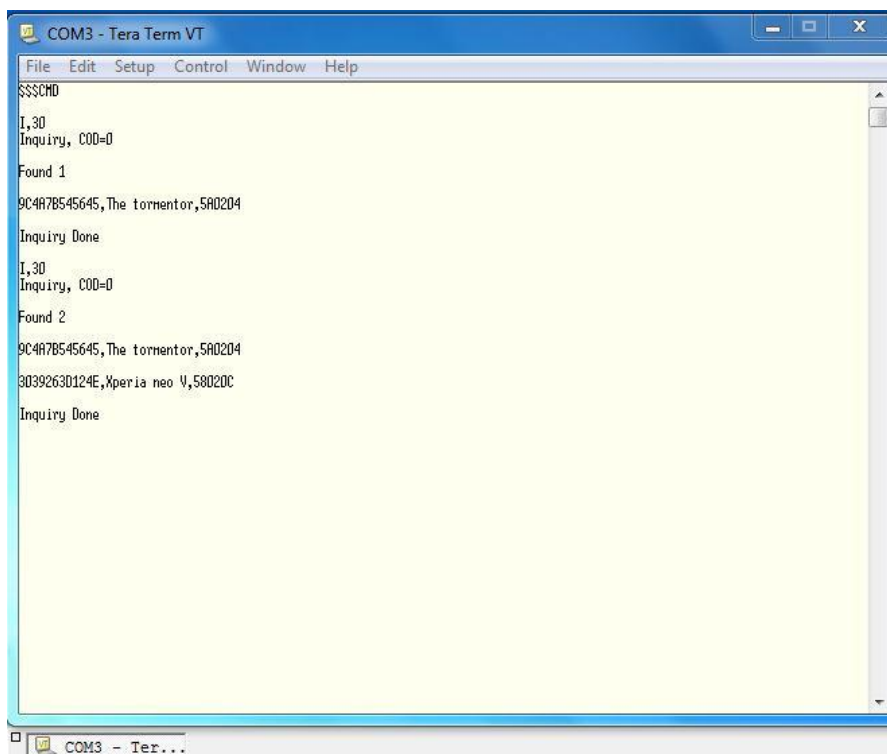 COM3 - Tera Term VT
File Edit Setup Control Window Help
$$$CMD
I,30
Inquiry, COD=0
Found 1
9C4A7B545645,The tormentor,5A0204
Inquiry Done
I,30
Inquiry, COD=0
Found 2
9C4A7B545645,The tormentor,5A0204
3039263D124E,Xperia neo V,58020C
Inquiry Done
COM3 - Ter...